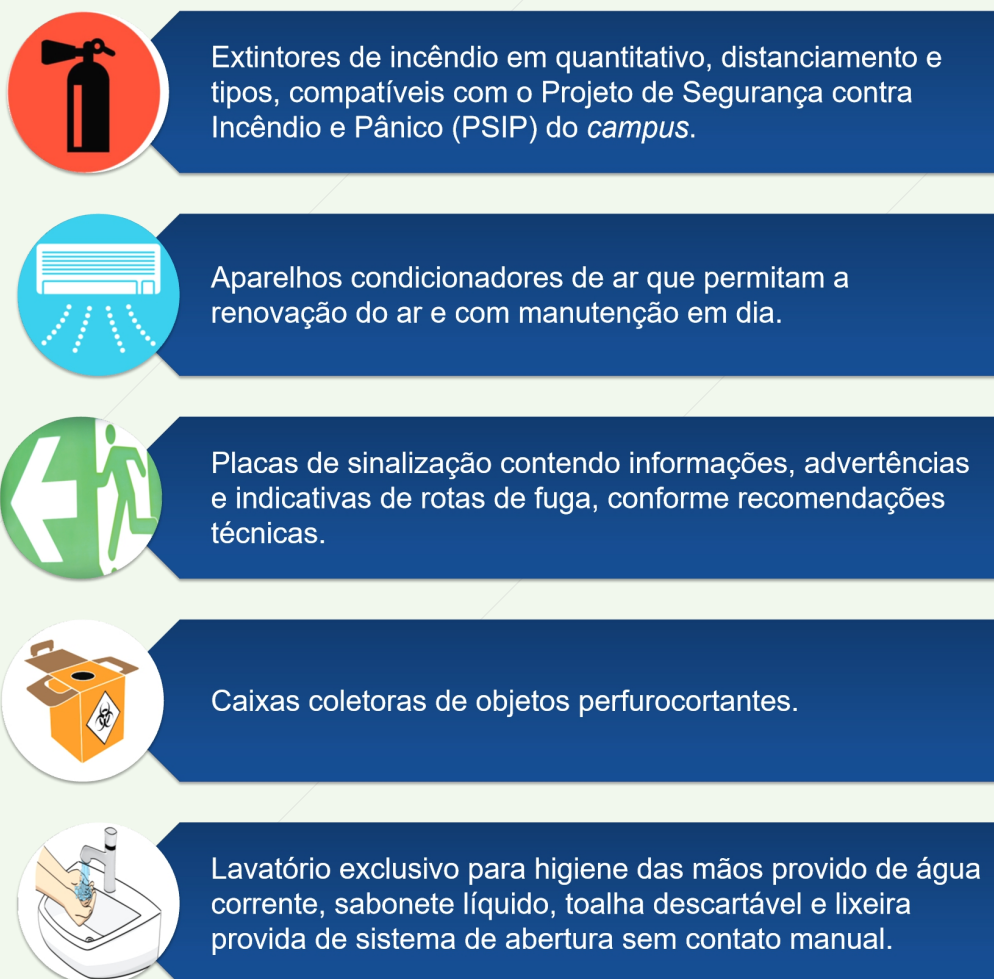 Extintores de incêndio em quantitativo, distanciamento e
tipos, compatíveis com o Projeto de Segurança contra
Incêndio e Pânico (PSIP) do campus.
Aparelhos condicionadores de ar que permitam a
renovação do ar e com manutenção em dia.
Placas de sinalização contendo informações, advertências
e indicativas de rotas de fuga, conforme recomendações
técnicas.
Caixas coletoras de objetos perfurocortantes.
Lavatório exclusivo para higiene das mãos provido de água
corrente, sabonete líquido, toalha descartável e lixeira
provida de sistema de abertura sem contato manual.